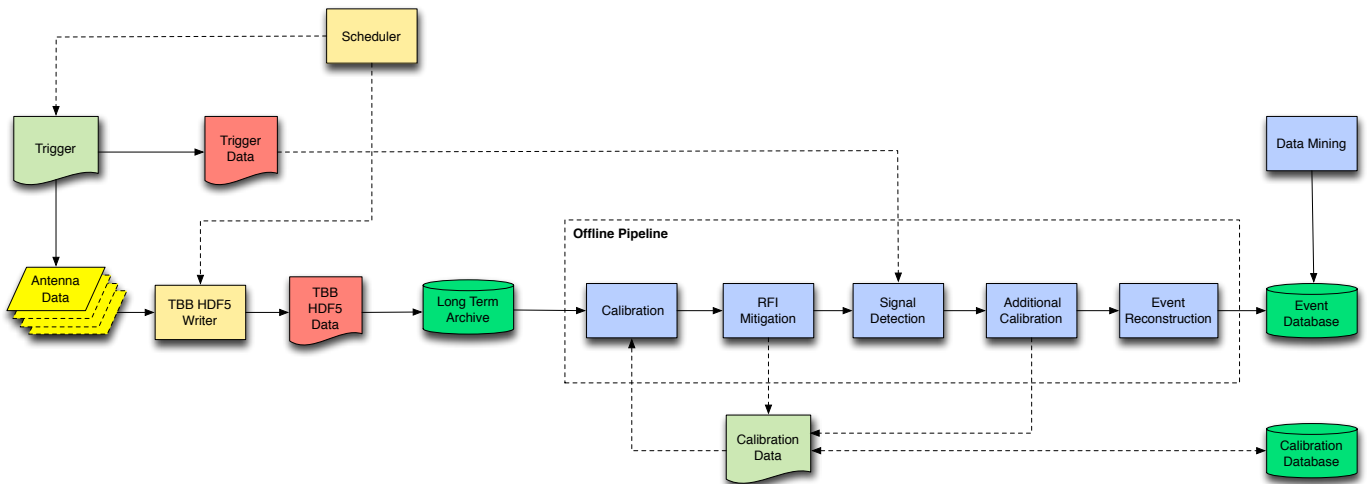 Scheduler
Trigger
Trigger
Data
Data Mining
Offline Pipeline
Antenna
Data
TBB HDF5
Writer
TBB
HDF5
Data
Long Term
Archive
Calibration
RFI
Mitigation
Signal
Detection
Additional
Calibration
Event
Reconstruction
Event
Database
Calibration
Data
Calibration
Database